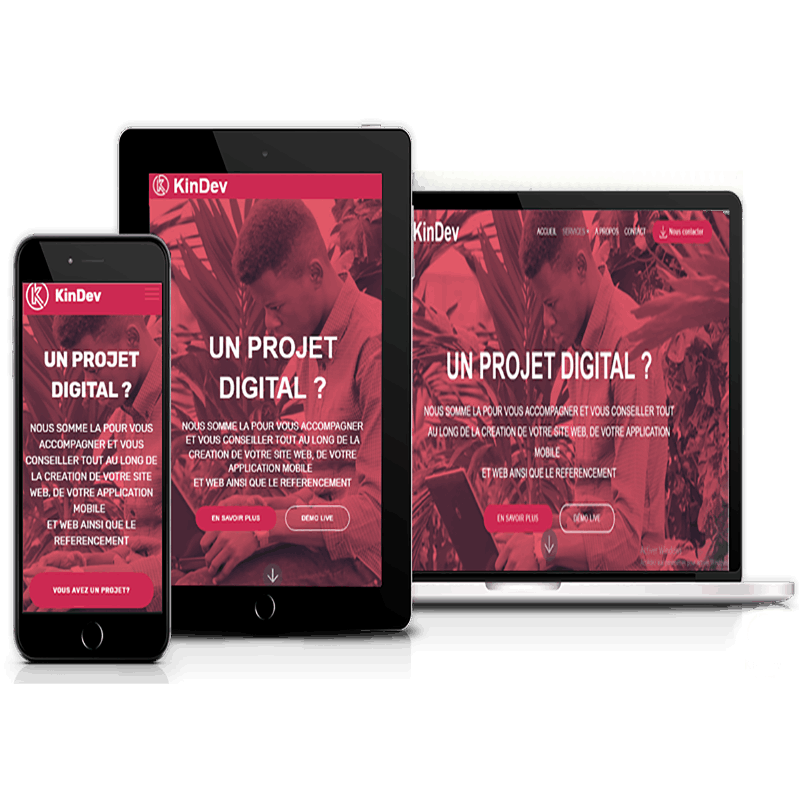 KinDev
UN PROJET
DIGITAL ?
NOUS SOMME LA POUR VOUS
ACCOMPAGNER ET VOUS
CONSEILLER TOUT AU LONG DE
LA CREATION DE VOTRE SITE
WEB, DE VOTRE APPLICATION
MOBILE
ET WEB AINSI QUE LE
REFERENCEMENT
VOUS AVEZ UN PROJET?
KinDev
UN PROJET
DIGITAL ?
NOUS SOMME LA POUR VOUS ACCOMPAGNER
ET VOUS CONSEILLER TOUT AU LONG DE LA
CREATION DE VOTRE SITE WEB, DE VOTRE
APPLICATION MOBILE
ET WEB AINSI QUE LE REFERENCEMENT
EN SAVOIR PLUS DÉMO LIVE
KinDev ACCUEIL SERVICES A PROPOS CONTACT Nous contacter
UN PROJET DIGITAL ?
NOUS SOMME LA POUR VOUS ACCOMPAGNER ET VOUS CONSEILLER TOUT
AU LONG DE LA CREATION DE VOTRE SITE WEB, DE VOTRE APPLICATION
MOBILE
ET WEB AINSI QUE LE REFERENCEMENT
EN SAVOIR PLUS DÉMO LIVE